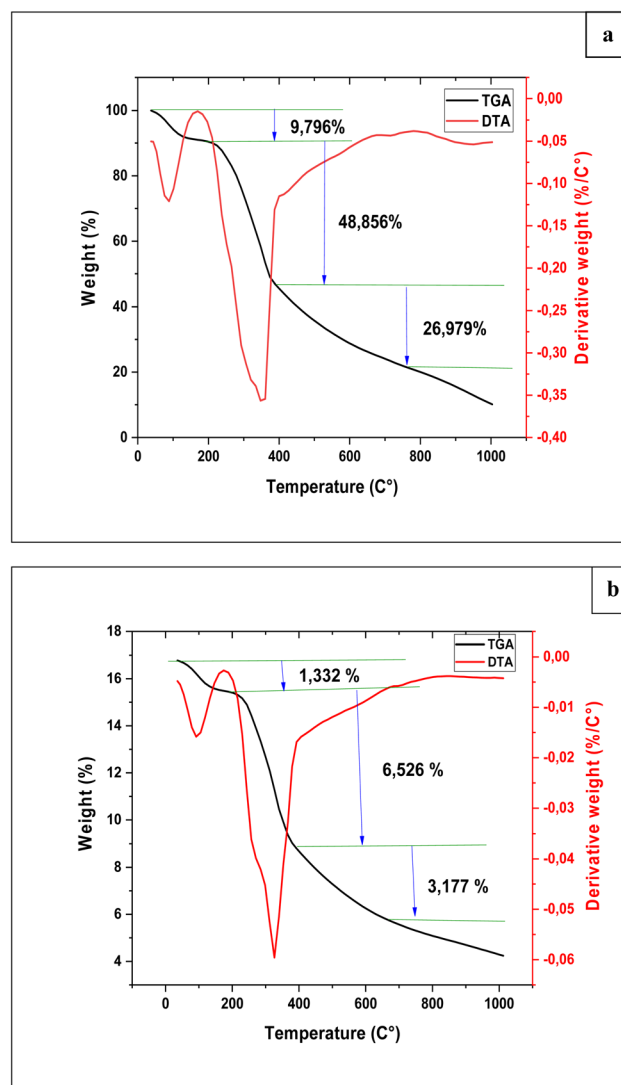 a
TGA
DTA
100
80
60
40
20
0
Weight (%)
9,796%
48,856%
26,979%
0,00
-0,05
-0,10
-0,15
-0,20
-0,25
-0,30
-0,35
-0,40
Derivative weight (%/C°)
0 200 400 600 800 1000
Temperature (C°)
b
TGA
DTA
18
16
14
12
10
8
6
4
Weight (%)
1,332 %
6,526 %
3,177 %
0,00
-0,01
-0,02
-0,03
-0,04
-0,05
-0,06
Derivative weight (%/C°)
0 200 400 600 800 1000
Temperature (C°)